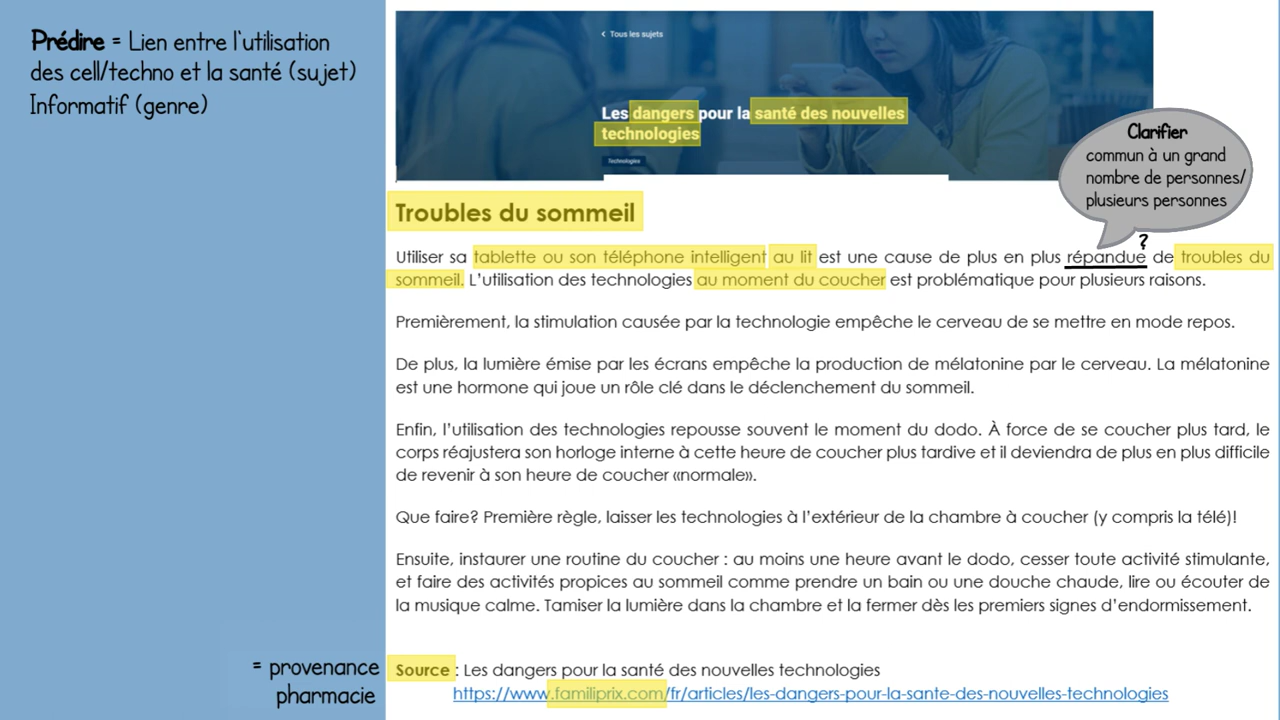 Prédire = Lien entre l'utilisation
des cell/techno et la santé (sujet)
Informatif (genre)
< Tous les sujets
Les dangers pour la santé des nouvelles
technologies
Technologies
Clarifier
commun à un grand
nombre de personnes/
plusieurs personnes
?
Troubles du sommeil
Utiliser sa tablette ou son téléphone intelligent au lit est une cause de plus en plus répandue de troubles du
sommeil. L'utilisation des technologies au moment du coucher est problématique pour plusieurs raisons.
Premièrement, la stimulation causée par la technologie empêche le cerveau de se mettre en mode repos.
De plus, la lumière émise par les écrans empêche la production de mélatonine par le cerveau. La mélatonine
est une hormone qui joue un rôle clé dans le déclenchement du sommeil.
Enfin, l'utilisation des technologies repousse souvent le moment du dodo. À force de se coucher plus tard, le
corps réajustera son horloge interne à cette heure de coucher plus tardive et il deviendra de plus en plus difficile
de revenir à son heure de coucher «normale».
Que faire? Première règle, laisser les technologies à l'extérieur de la chambre à coucher (y compris la télé)!
Ensuite, instaurer une routine du coucher : au moins une heure avant le dodo, cesser toute activité stimulante,
et faire des activités propices au sommeil comme prendre un bain ou une douche chaude, lire ou écouter de
la musique calme. Tamiser la lumière dans la chambre et la fermer dès les premiers signes d'endormissement.
= provenance
pharmacie
Source : Les dangers pour la santé des nouvelles technologies
https://www.familiprix.com/fr/articles/les-dangers-pour-la-sante-des-nouvelles-technologies